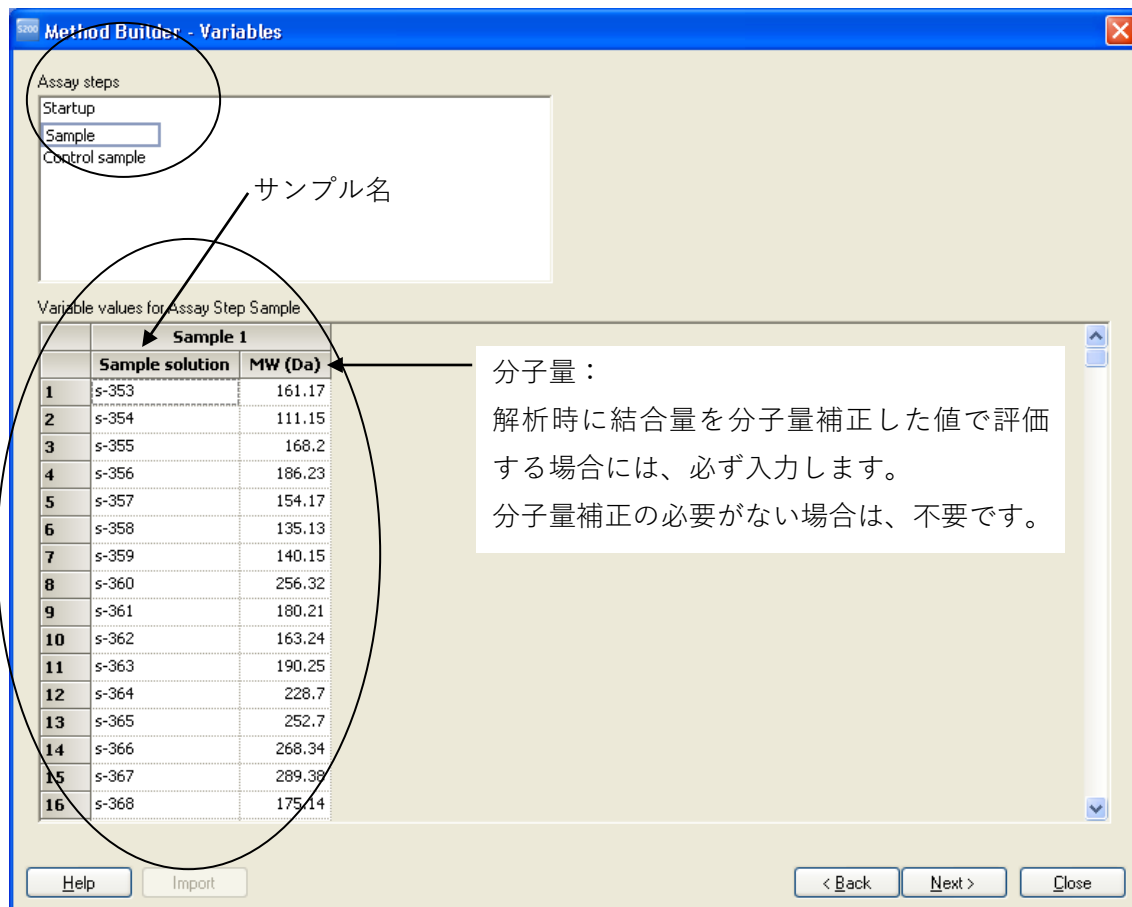 S200 Method Builder - Variables
Assay steps
Startup
Sample
Control sample
サンプル名
Variable values for Assay Step Sample
Sample 1
Sample solution MW (Da)
分子量：
解析時に結合量を分子量補正した値で評価
する場合には、必ず入力します。
分子量補正の必要がない場合は、不要です。
1 s-353 161.17
2 s-354 111.15
3 s-355 168.2
4 s-356 186.23
5 s-357 154.17
6 s-358 135.13
7 s-359 140.15
8 s-360 256.32
9 s-361 180.21
10 s-362 163.24
11 s-363 190.25
12 s-364 228.7
13 s-365 252.7
14 s-366 268.34
15 s-367 289.38
16 s-368 175.14
Help Import < Back Next > Close